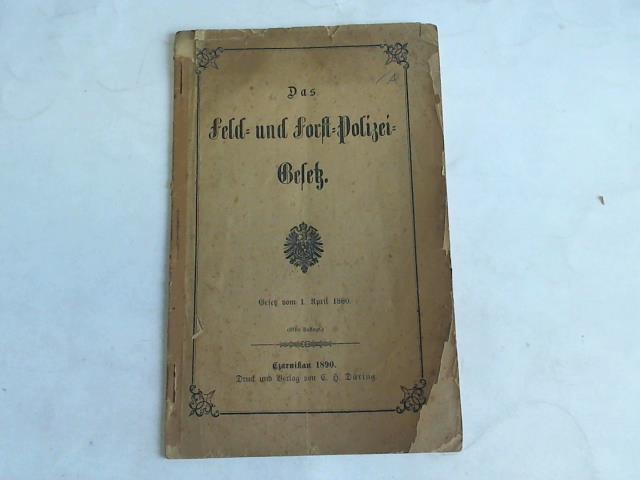 Das
Feld- und Forst-Polizei-
Gesetz.
Gesetz vom 1. April 1880.
Czarnikau 1890.
Druck und Verlag von C. H. Düring.